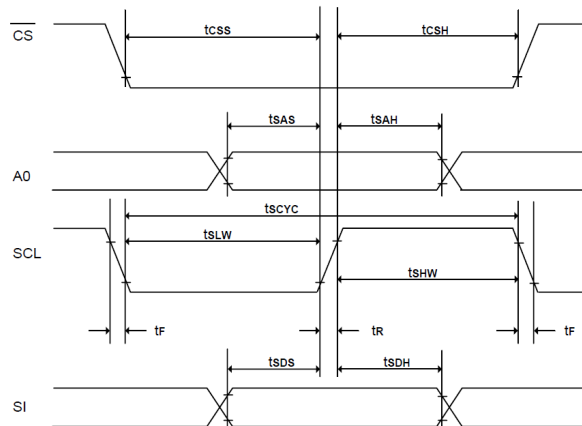 CS
tCSS
tCSH
tSAS
tSAH
A0
tSCYC
SCL
tSLW
tSHW
tF
tR
tF
tSDS
tSDH
SI